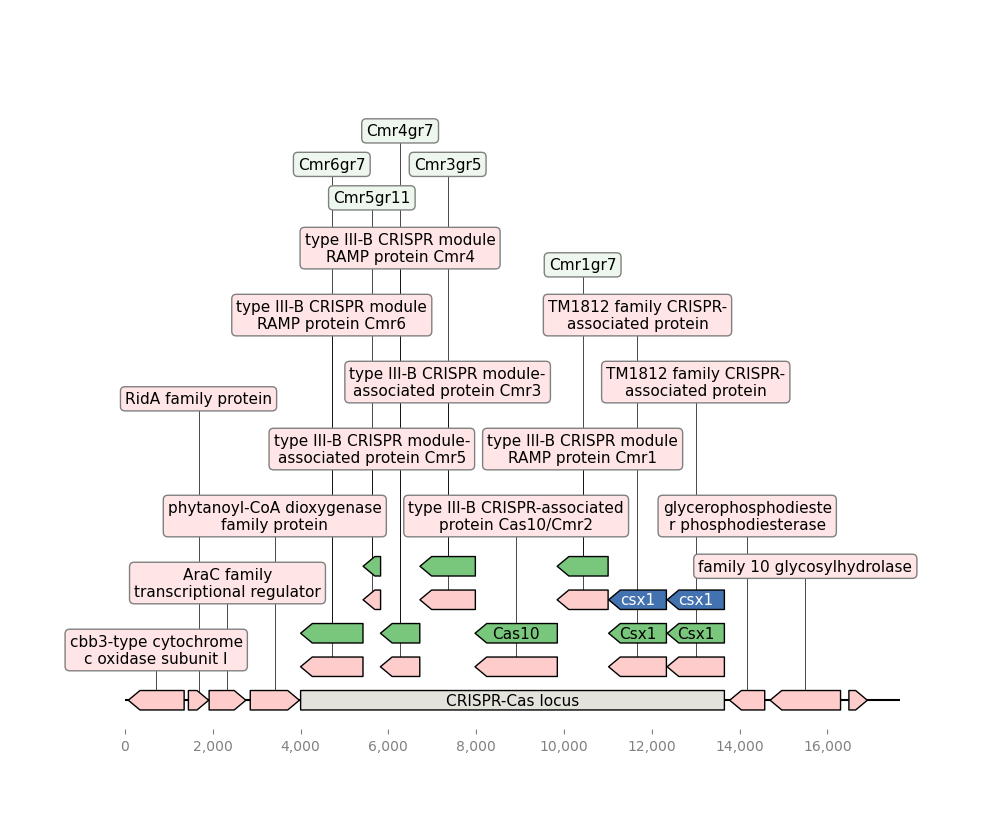 Cmr4gr7
Cmr6gr7
Cmr3gr5
Cmr5gr11
type III-B CRISPR module
RAMP protein Cmr4
Cmr1gr7
type III-B CRISPR module
RAMP protein Cmr6
TM1812 family CRISPR-
associated protein
type III-B CRISPR module-
associated protein Cmr3
TM1812 family CRISPR-
associated protein
RidA family protein
type III-B CRISPR module-
associated protein Cmr5
type III-B CRISPR module
RAMP protein Cmr1
phytanoyl-CoA dioxygenase
family protein
type III-B CRISPR-associated
protein Cas10/Cmr2
glycerophosphodieste
r phosphodiesterase
family 10 glycosylhydrolase
AraC family
transcriptional regulator
csx1
csx1
Cas10
Csx1
Csx1
cbb3-type cytochrome
c oxidase subunit I
CRISPR-Cas locus
0
2,000
4,000
6,000
8,000
10,000
12,000
14,000
16,000